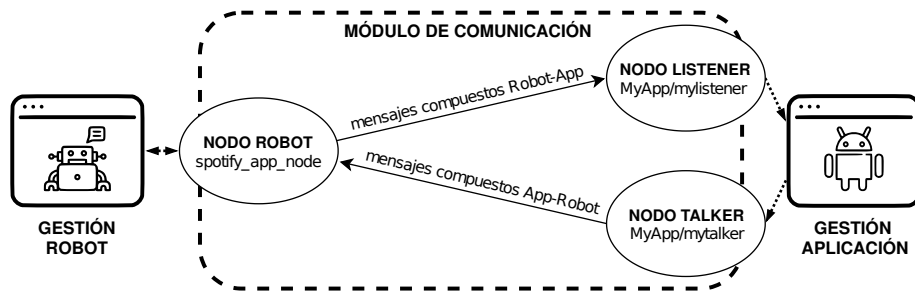 MÓDULO DE COMUNICACIÓN
NODO LISTENER
MyApp/mylistener
mensajes compuestos Robot-App
NODO ROBOT
spotify_app_node
mensajes compuestos App-Robot
NODO TALKER
MyApp/mytalker
GESTIÓN
ROBOT
GESTIÓN
APLICACIÓN